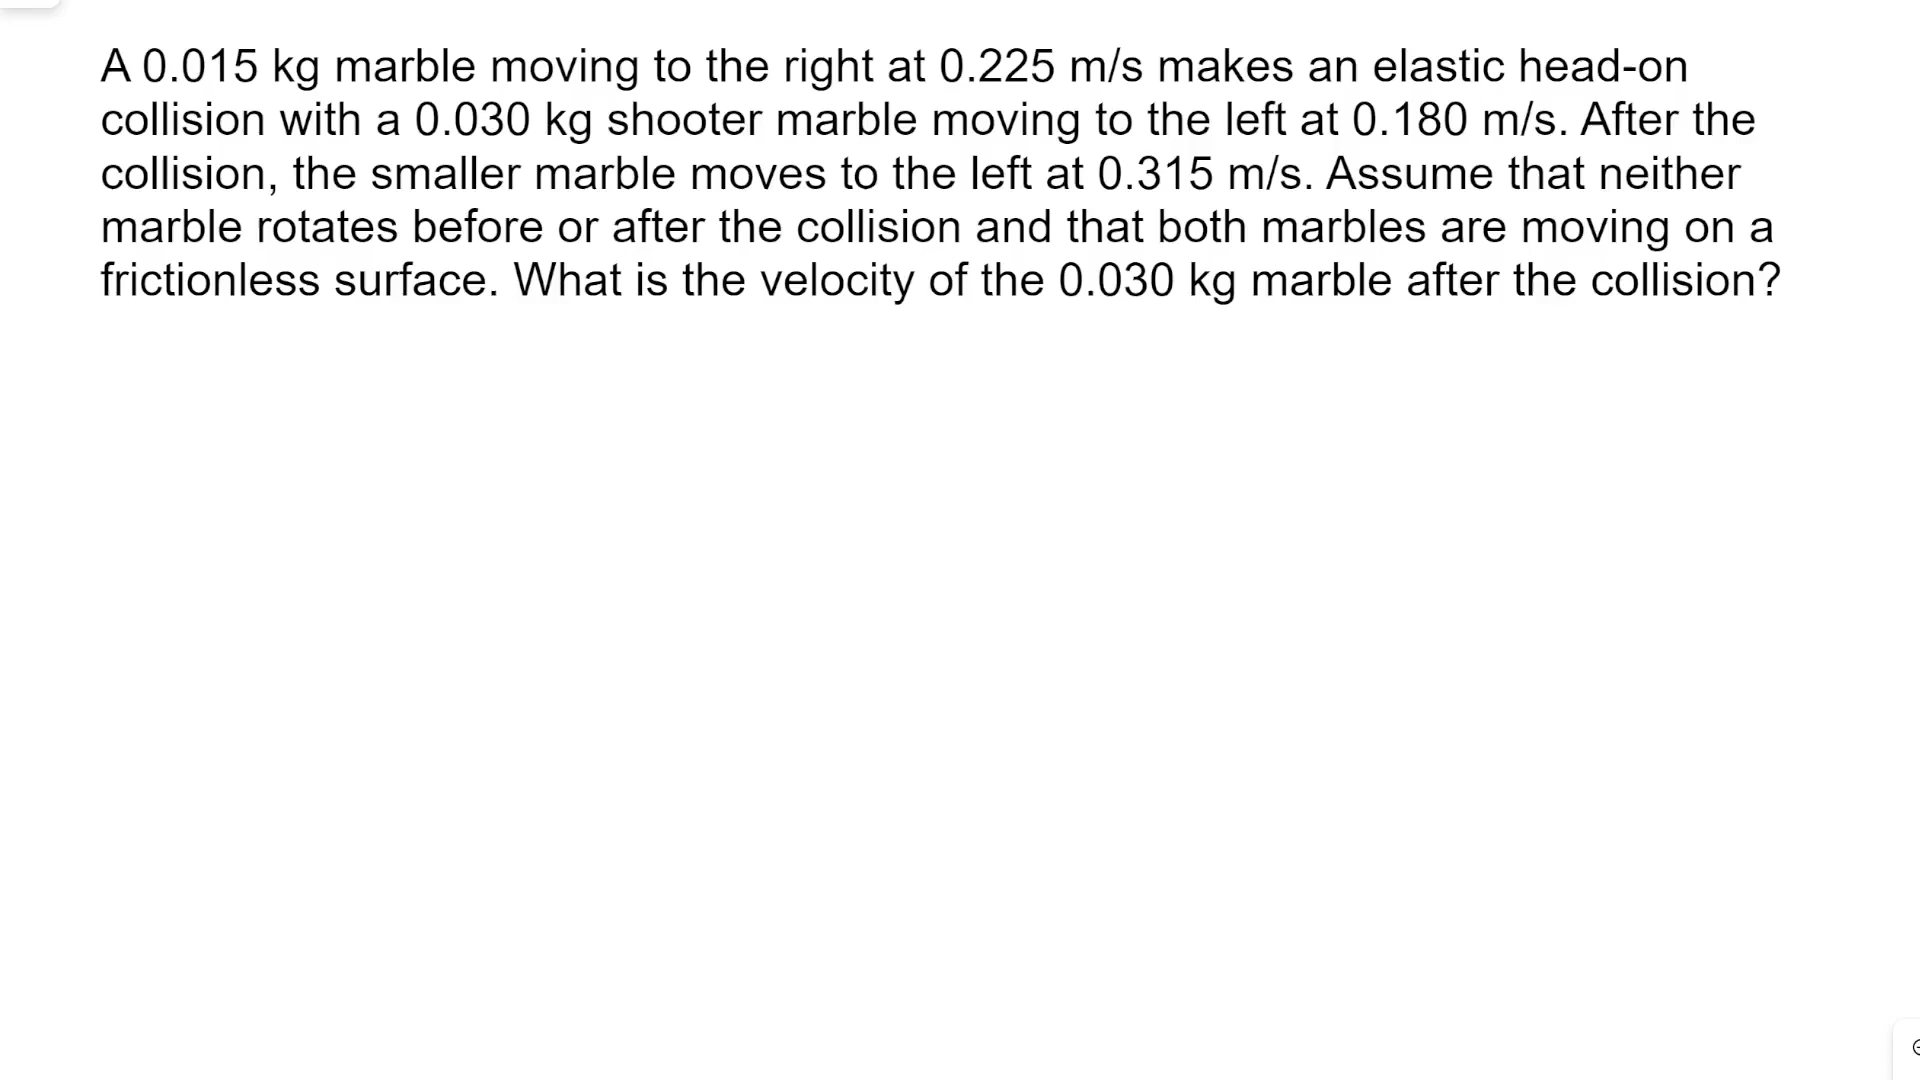 A 0.015 kg marble moving to the right at 0.225 m/s makes an elastic head-on
collision with a 0.030 kg shooter marble moving to the left at 0.180 m/s. After the
collision, the smaller marble moves to the left at 0.315 m/s. Assume that neither
marble rotates before or after the collision and that both marbles are moving on a
frictionless surface. What is the velocity of the 0.030 kg marble after the collision?